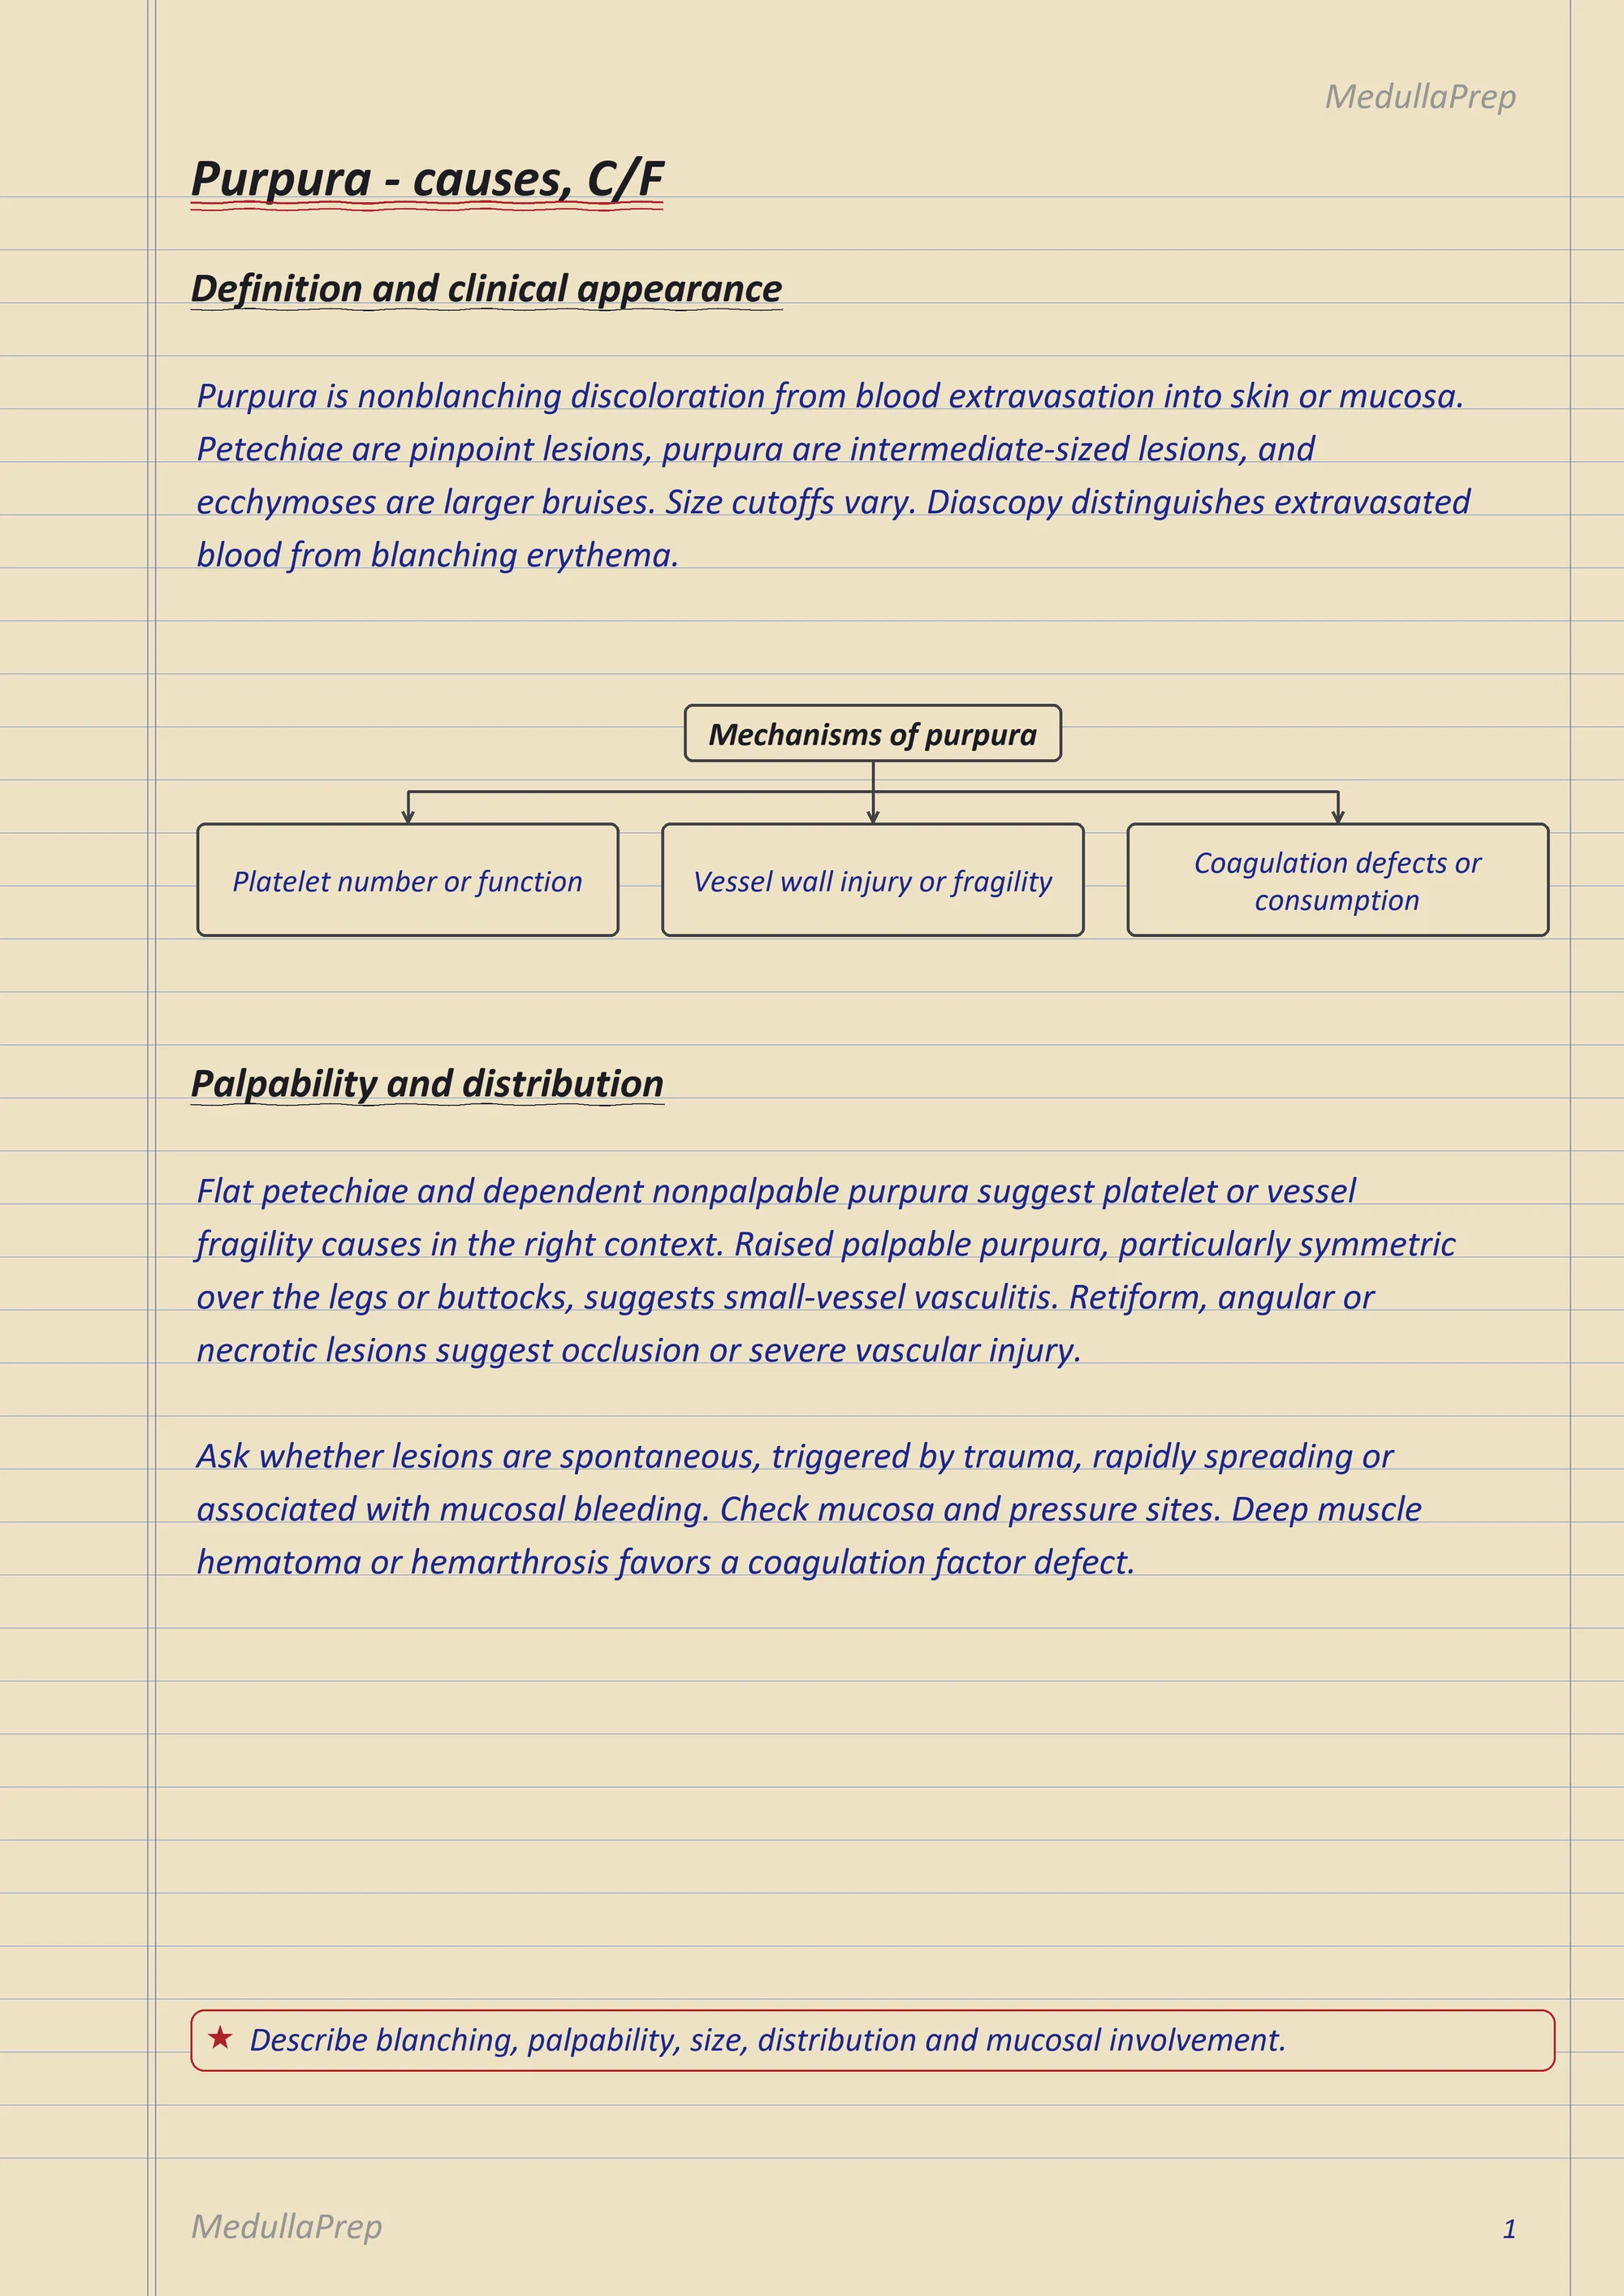 MedullaPrep
Purpura - causes, C/F
Definition and clinical appearance
Purpura is nonblanching discoloration from blood extravasation into skin or mucosa.
Petechiae are pinpoint lesions, purpura are intermediate-sized lesions, and
ecchymoses are larger bruises. Size cutoffs vary. Diascopy distinguishes extravasated
blood from blanching erythema.
Mechanisms of purpura
Platelet number or function
Vessel wall injury or fragility
Coagulation defects or
consumption
Palpability and distribution
Flat petechiae and dependent nonpalpable purpura suggest platelet or vessel
fragility causes in the right context. Raised palpable purpura, particularly symmetric
over the legs or buttocks, suggests small-vessel vasculitis. Retiform, angular or
necrotic lesions suggest occlusion or severe vascular injury.
Ask whether lesions are spontaneous, triggered by trauma, rapidly spreading or
associated with mucosal bleeding. Check mucosa and pressure sites. Deep muscle
hematoma or hemarthrosis favors a coagulation factor defect.
★ Describe blanching, palpability, size, distribution and mucosal involvement.
MedullaPrep
1